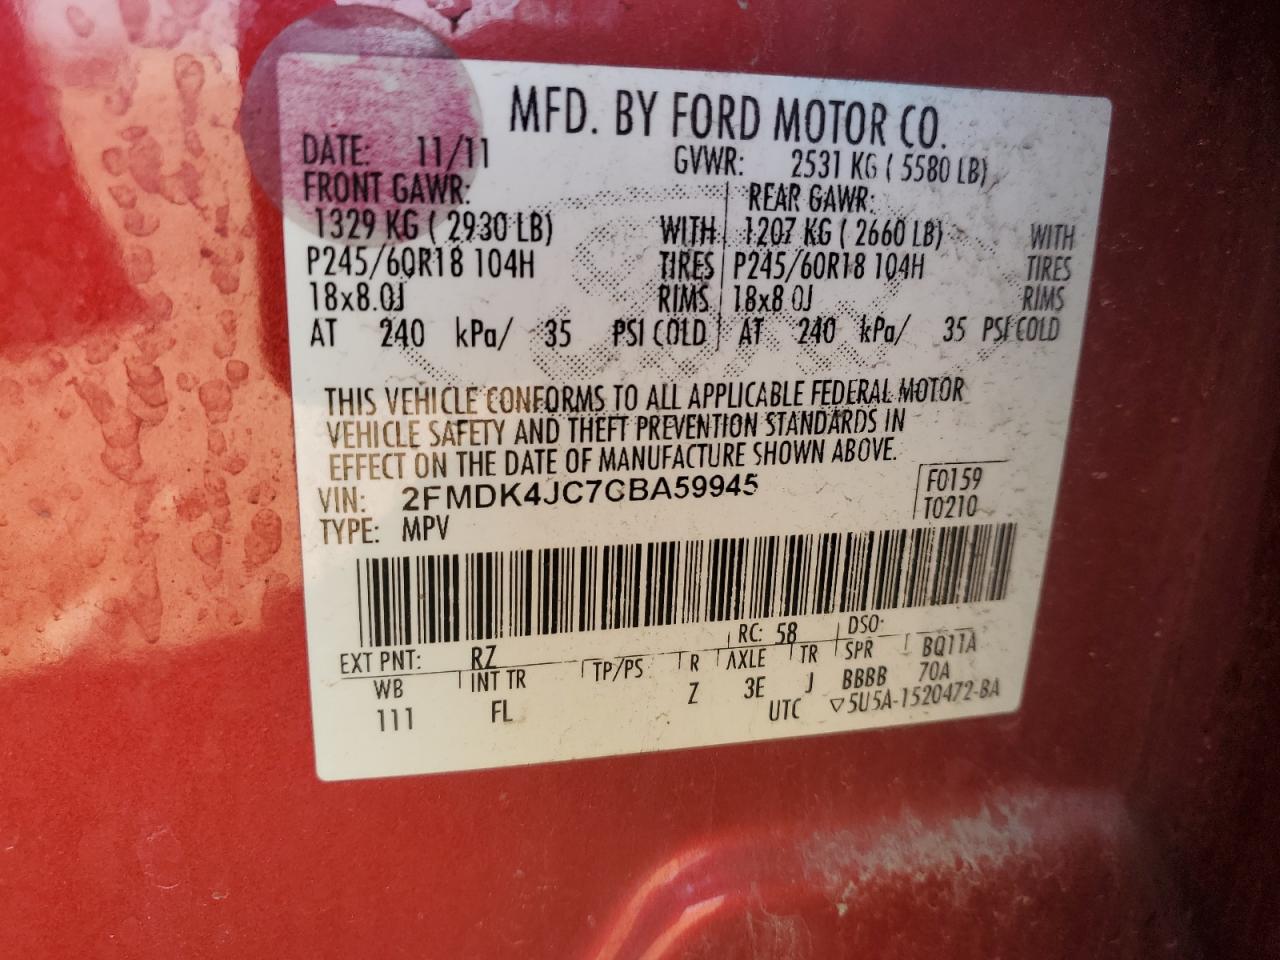 MFD. BY FORD MOTOR CO.
DATE: 11/11 GVWR: 2531 KG ( 5580 LB)
FRONT GAWR: REAR GAWR:
1329 KG ( 2930 LB) WITH 1207 KG ( 2660 LB) WITH
P245/60R18 104H TIRES P245/60R18 104H TIRES
18x8.0J RIMS 18x8.0J RIMS
AT 240 kPa/ 35 PSI COLD AT 240 kPa/ 35 PSI COLD
THIS VEHICLE CONFORMS TO ALL APPLICABLE FEDERAL MOTOR
VEHICLE SAFETY AND THEFT PREVENTION STANDARDS IN
EFFECT ON THE DATE OF MANUFACTURE SHOWN ABOVE.
VIN: 2FMDK4JC7CBA59945 F0159
TYPE: MPV T0210
EXT PNT: RZ RC: 58 DSO:
WB INT TR TP/PS R AXLE TR SPR BQ11A
111 FL Z 3E J BBBB 70A
UTC ▽5U5A-1520472-BA